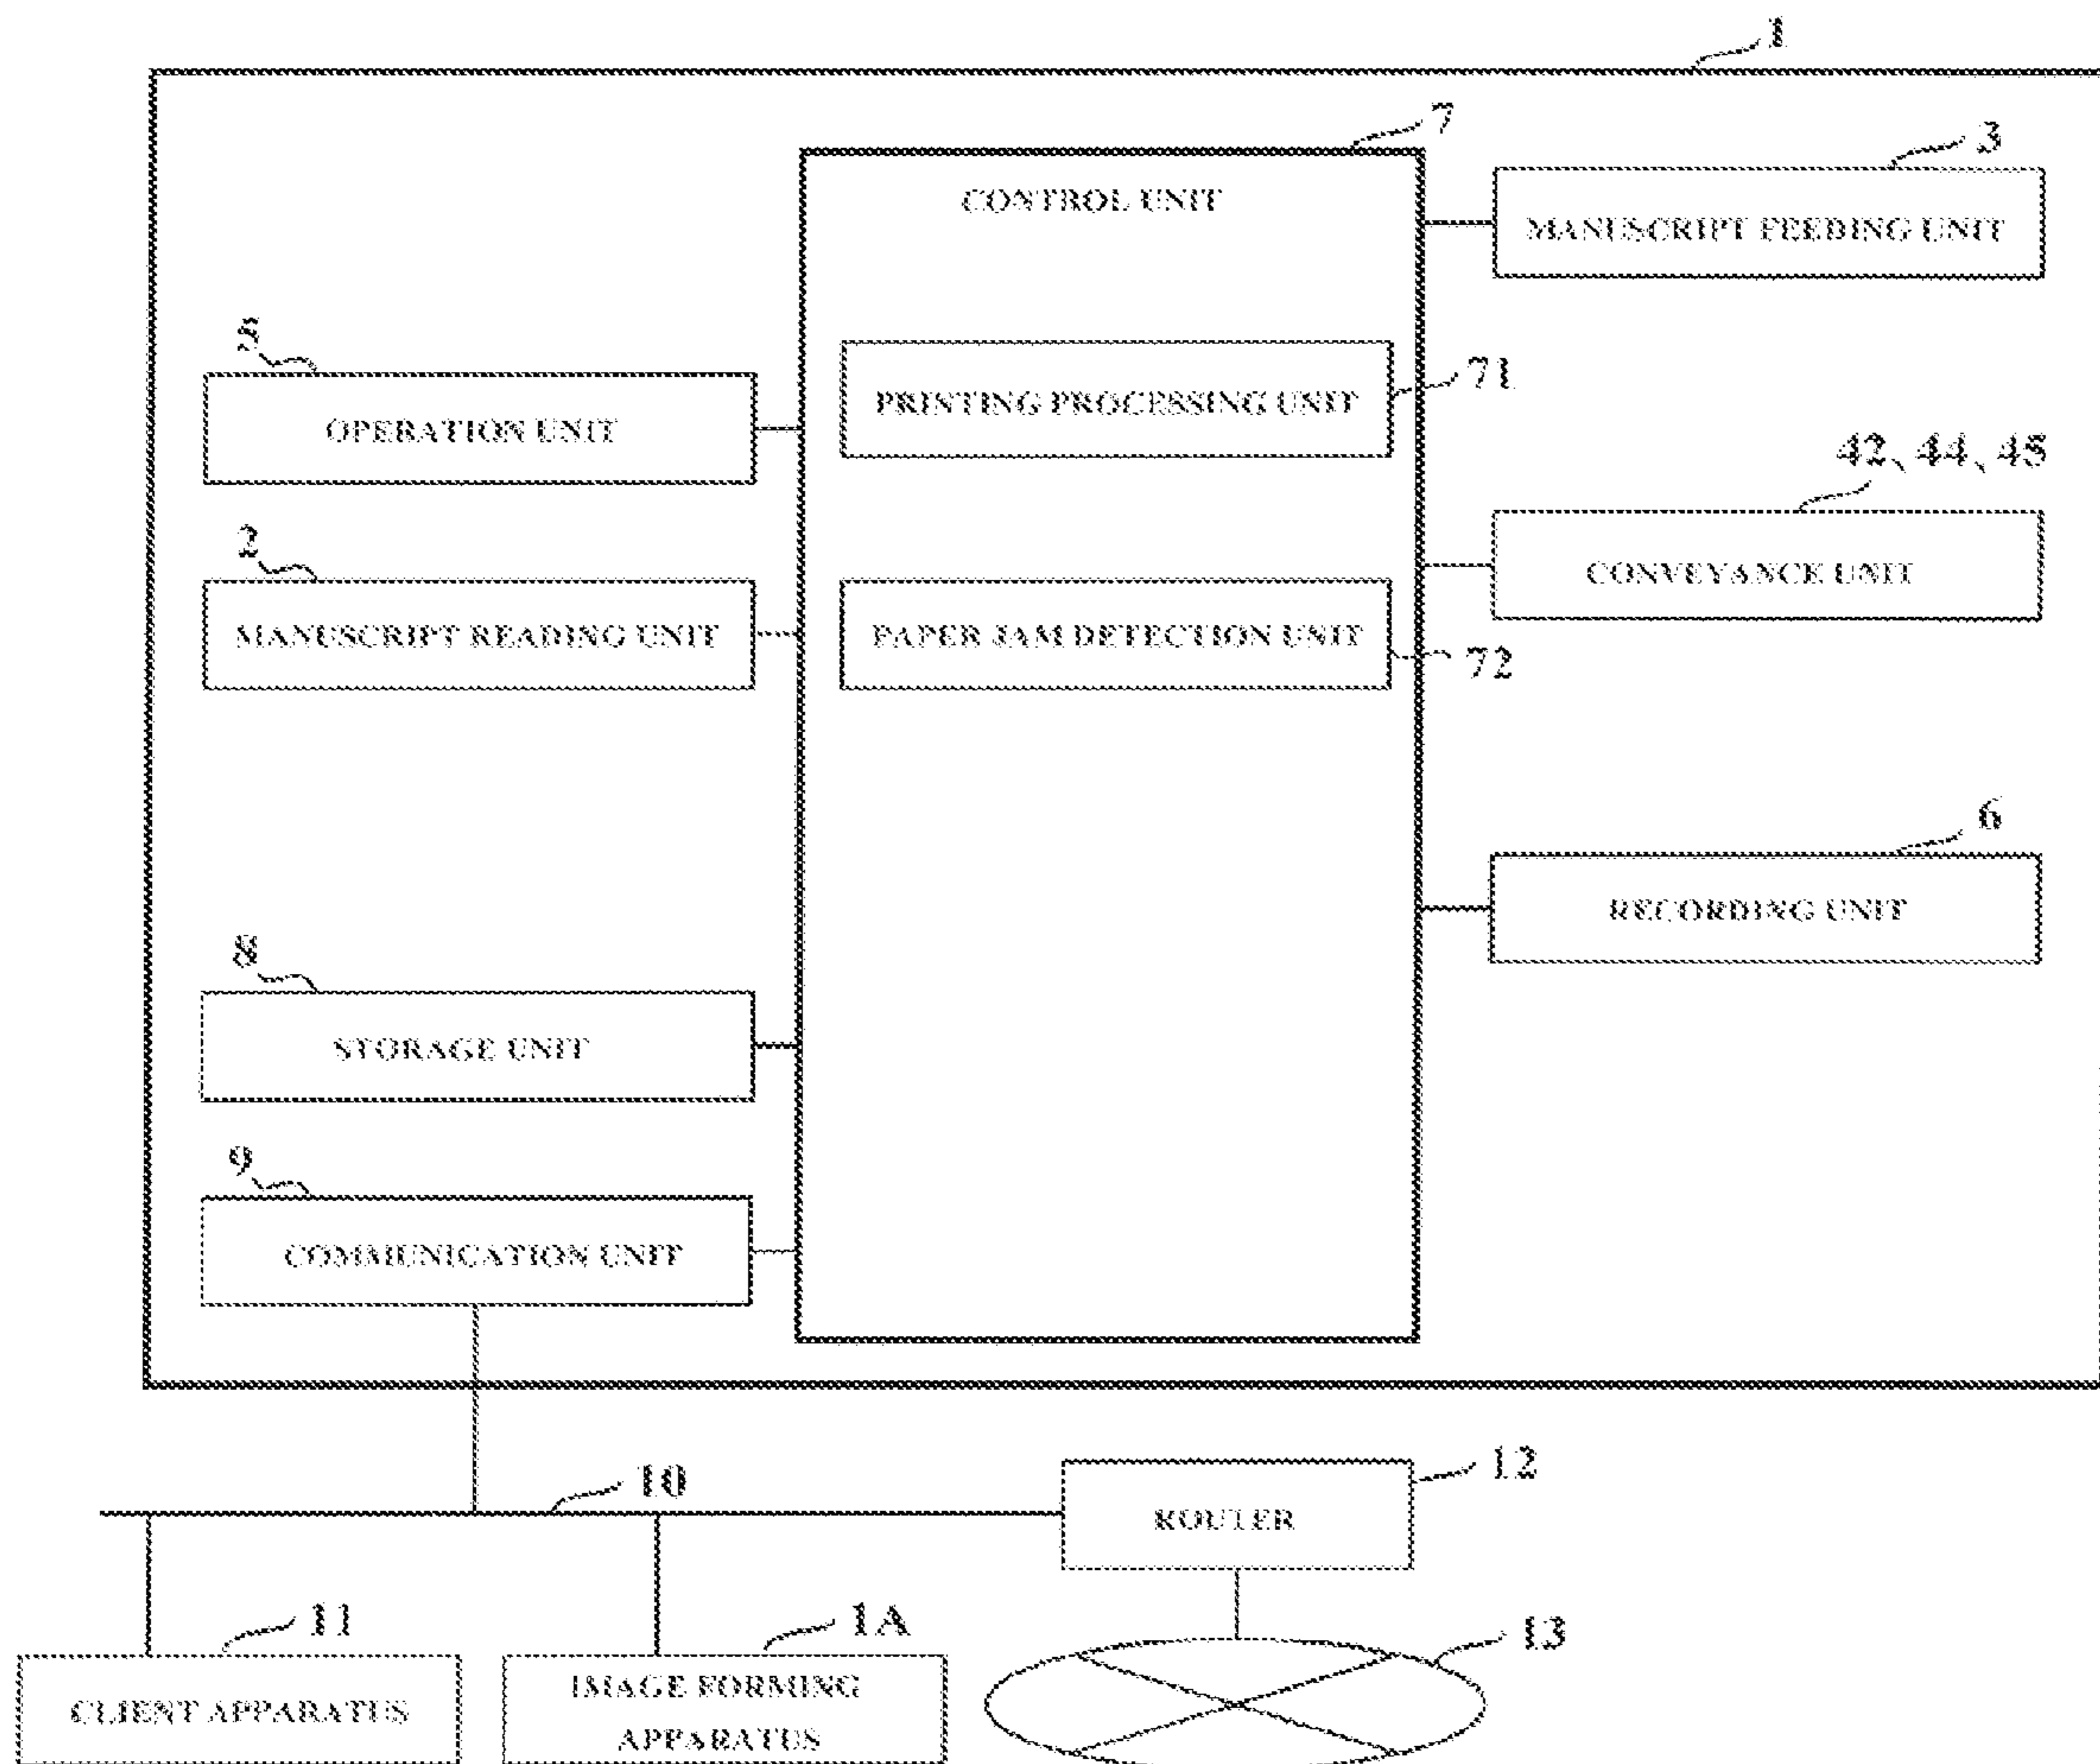 1
7
3
CONTROL UNIT
MANUSCRIPT FEEDING UNIT
5
71
OPERATION UNIT
PRINTING PROCESSING UNIT
42、44、45
2
CONVEYANCE UNIT
MANUSCRIPT READING UNIT
PAPER JAM DETECTION UNIT
72
6
RECORDING UNIT
8
STORAGE UNIT
9
COMMUNICATION UNIT
10
12
ROUTER
11
1A
13
CLIENT APPARATUS
IMAGE FORMING
APPARATUS